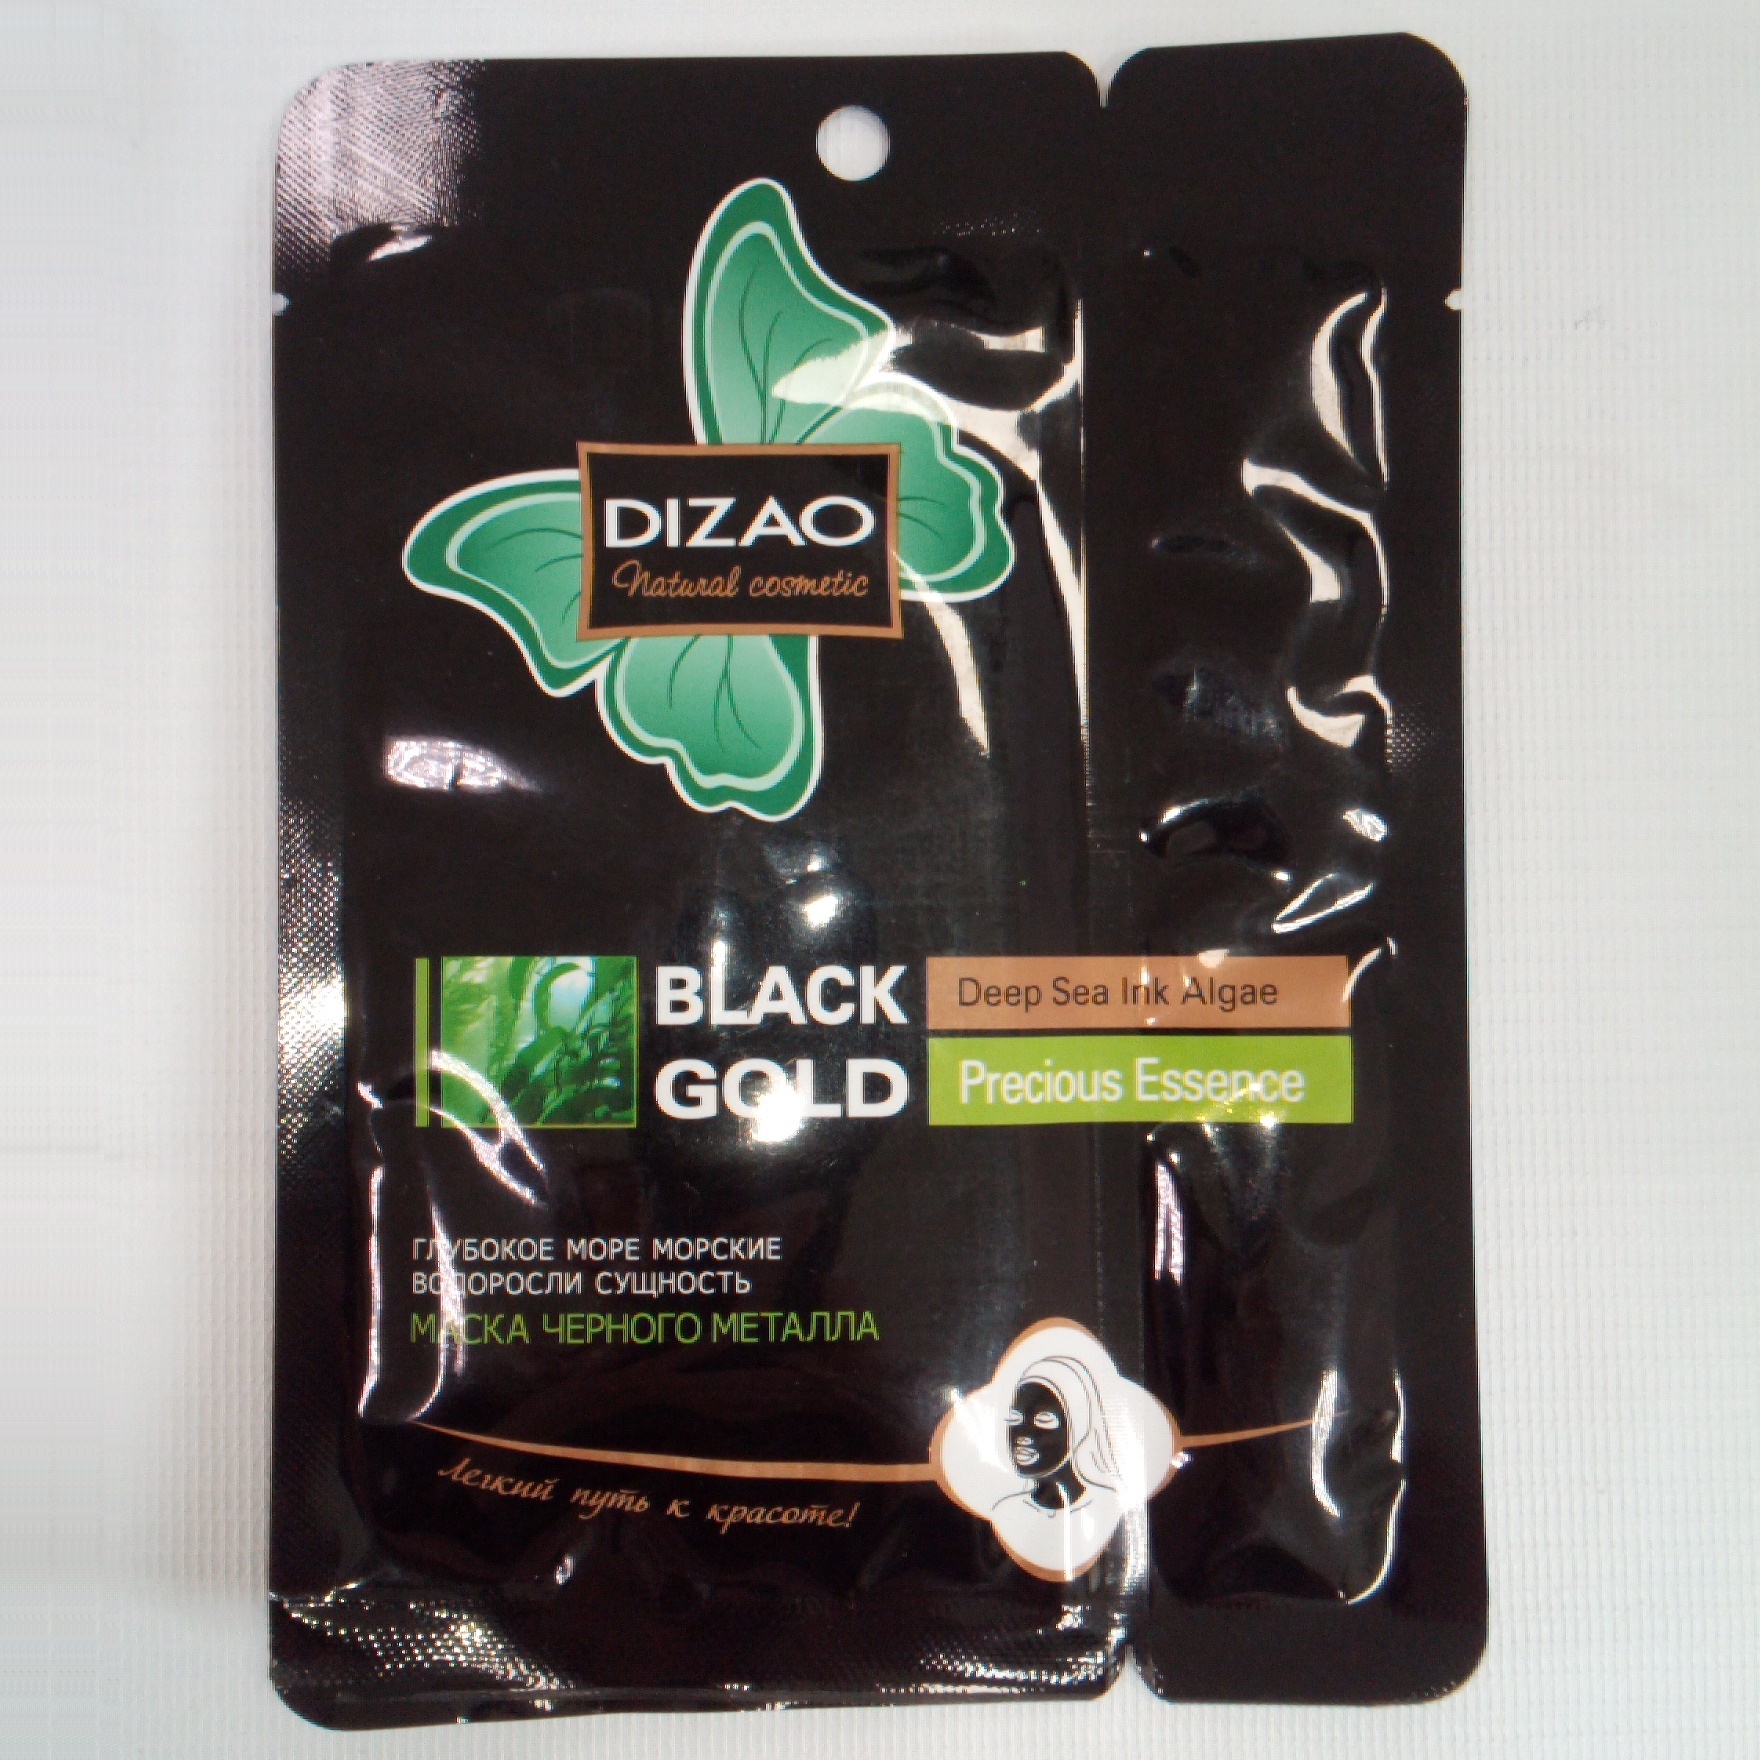 DIZAO
Natural cosmetic
BLACK
GOLD
Deep Sea Ink Algae
Precious Essence
ГЛУБОКОЕ МОРЕ МОРСКИЕ
ВОДОРОСЛИ СУЩНОСТЬ
МАСКА ЧЕРНОГО МЕТАЛЛА
Легкий путь к красоте!